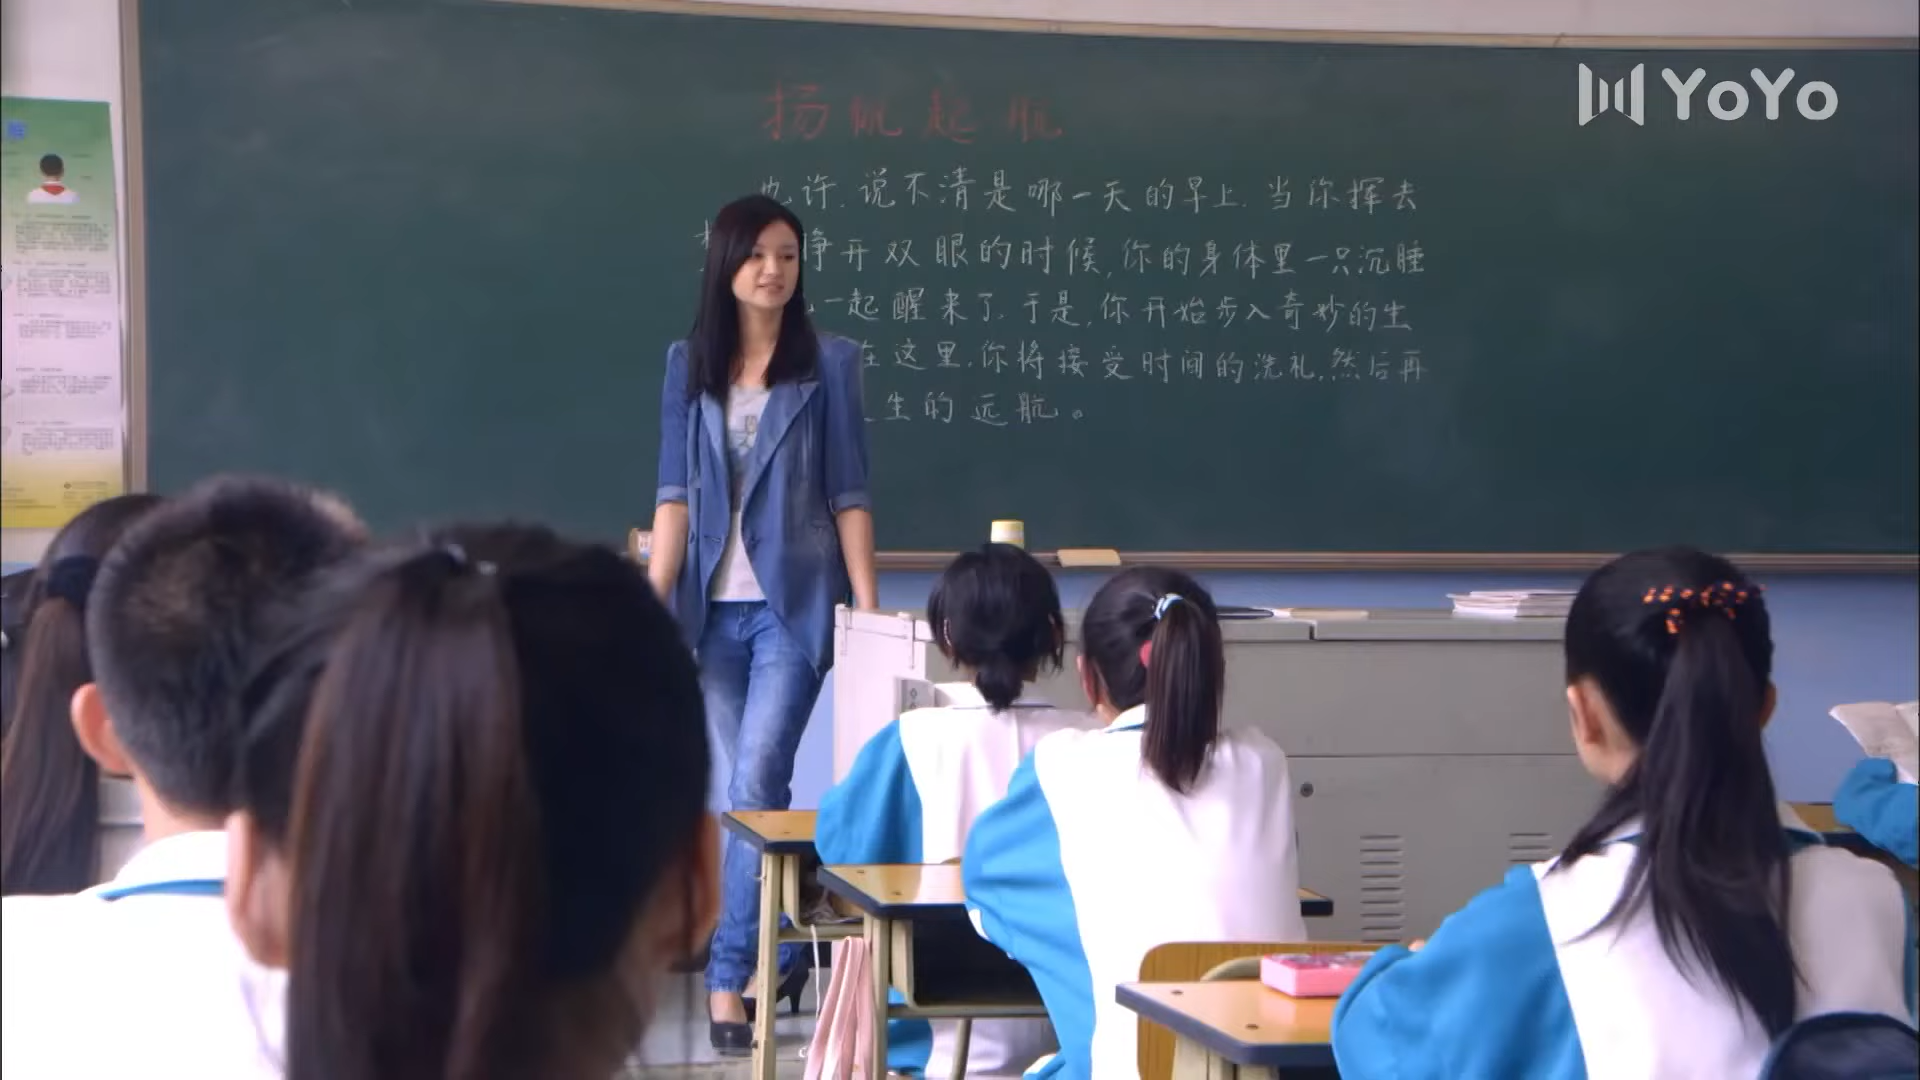 YoYo
扬帆起航
也许,说不清是哪一天的早上,当你挥去
睁开双眼的时候,你的身体里一只沉睡
一起醒来了,于是,你开始步入奇妙的生
在这里,你将接受时间的洗礼,然后再
生的远航。